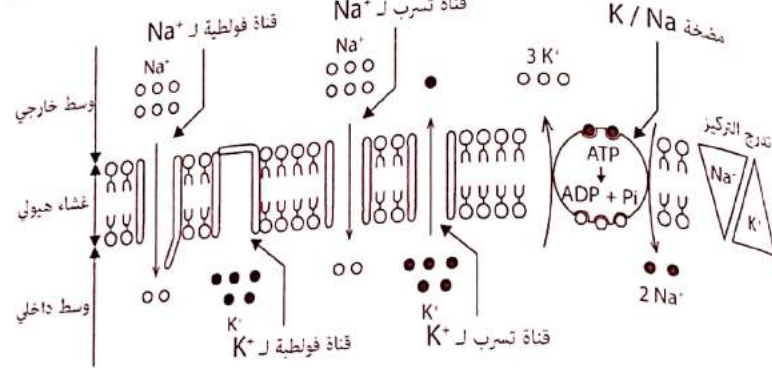 قناة فولطية لـ Na⁺
قناة تسرب لـ Na⁺
مضخة K / Na
Na⁺
Na⁺
3 K⁺
وسط خارجي
تدرج التركيز
ATP
ADP + Pi
Na⁺
K⁺
غشاء هيولي
وسط داخلي
K⁺
K⁺
2 Na⁺
قناة فولطية لـ K⁺
قناة تسرب لـ K⁺